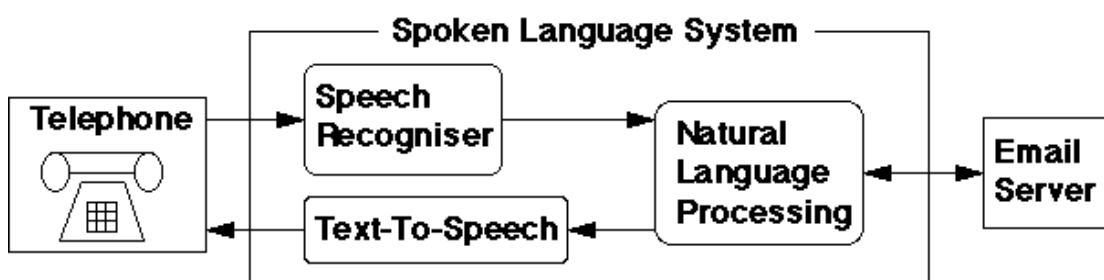 Spoken Language System
Telephone
Speech
Recogniser
Natural
Language
Processing
Email
Server
Text-To-Speech